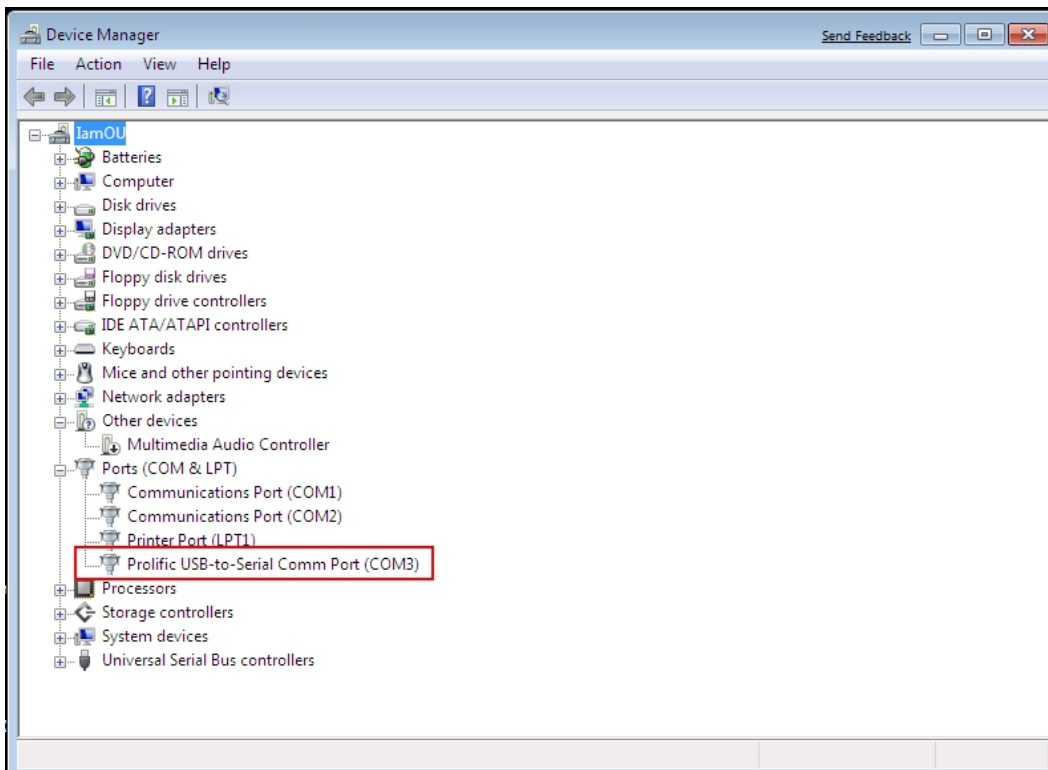 Device Manager
Send Feedback
File Action View Help
IamOU
Batteries
Computer
Disk drives
Display adapters
DVD/CD-ROM drives
Floppy disk drives
Floppy drive controllers
IDE ATA/ATAPI controllers
Keyboards
Mice and other pointing devices
Network adapters
Other devices
Multimedia Audio Controller
Ports (COM & LPT)
Communications Port (COM1)
Communications Port (COM2)
Printer Port (LPT1)
Prolific USB-to-Serial Comm Port (COM3)
Processors
Storage controllers
System devices
Universal Serial Bus controllers